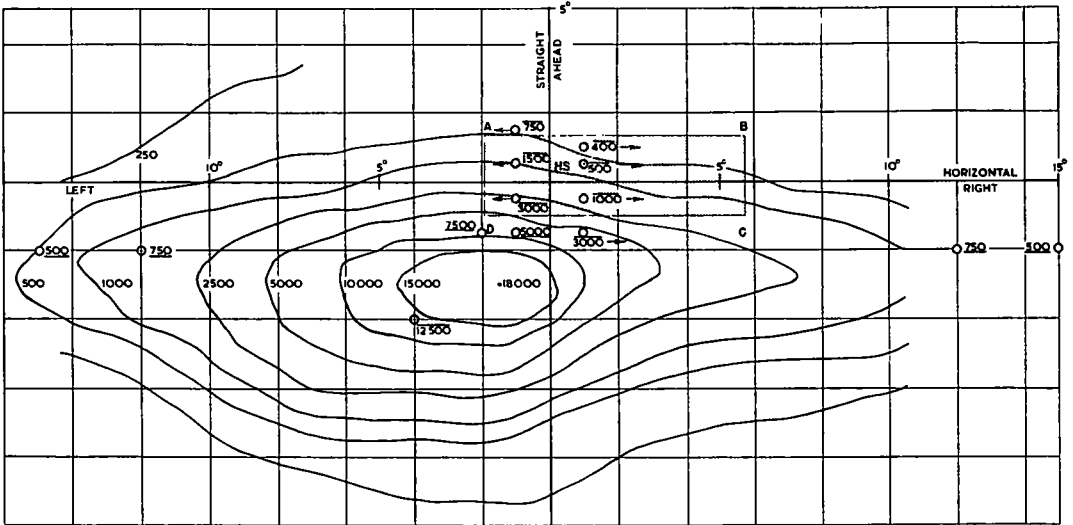 5°
STRAIGHT
AHEAD
A 750 B
400
250
1500 HS 500
10° 5° 5° 10° 15°
LEFT HORIZONTAL
RIGHT
3000 1000
7500 D 5000 3000 C
500 750 750 500
500 1000 2500 5000 10000 15000 18000
12500